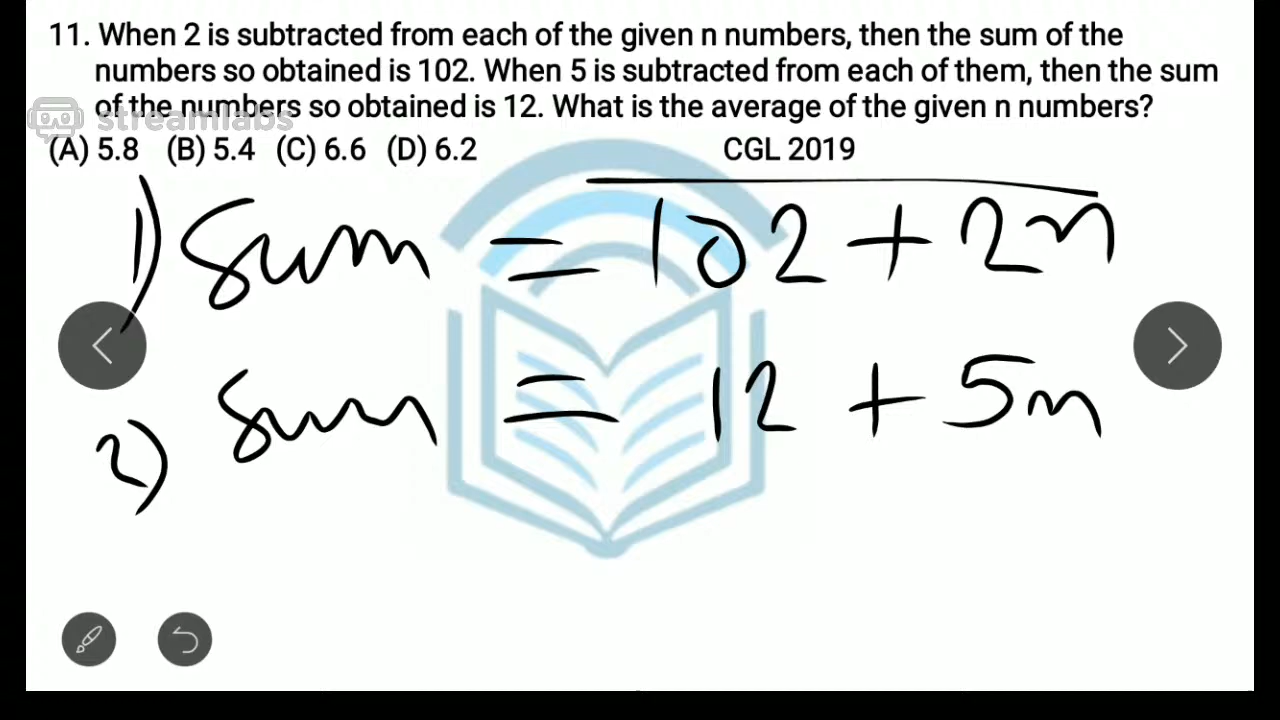 11. When 2 is subtracted from each of the given n numbers, then the sum of the
numbers so obtained is 102. When 5 is subtracted from each of them, then the sum
of the numbers so obtained is 12. What is the average of the given n numbers?
streamlabs
(A) 5.8 (B) 5.4 (C) 6.6 (D) 6.2 CGL 2019
1) Sum = 102 + 2n
2) Sum = 12 + 5n